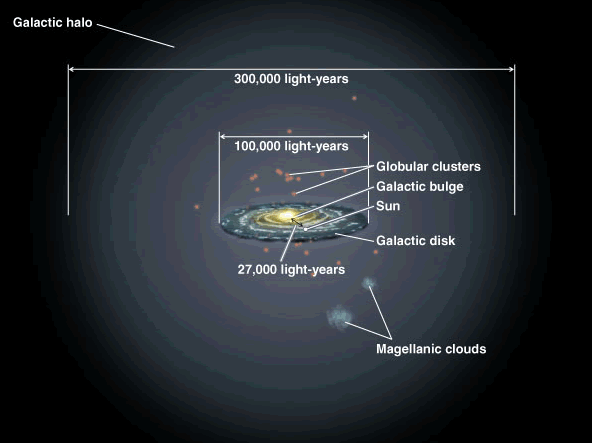 Galactic halo
300,000 light-years
100,000 light-years
Globular clusters
Galactic bulge
Sun
Galactic disk
27,000 light-years
Magellanic clouds